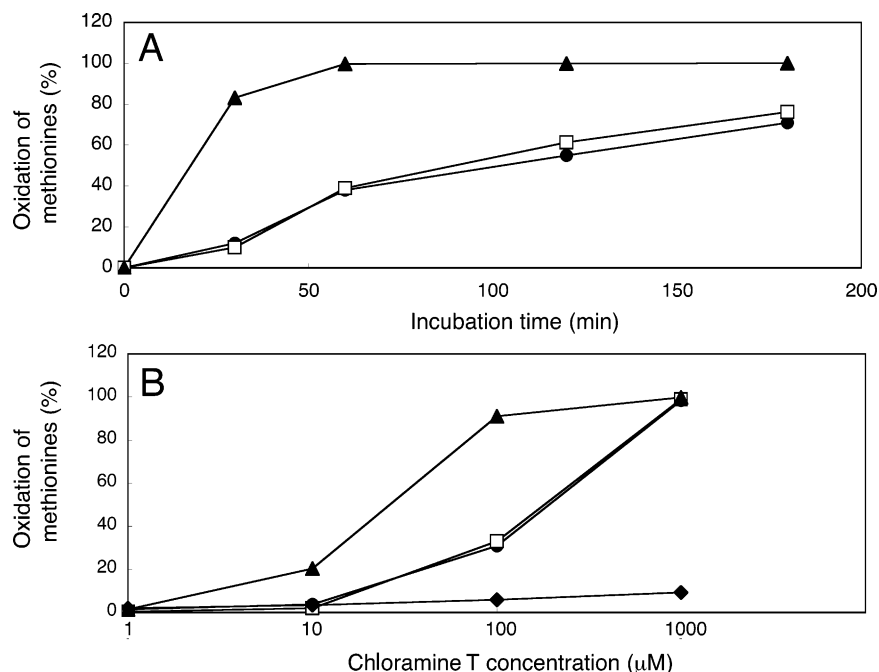 120
A
100
80
60
40
20
0
Oxidation of
methionines (%)
0 50 100 150 200
Incubation time (min)
120
B
100
80
60
40
20
0
Oxidation of
methionines (%)
1 10 100 1000
Chloramine T concentration (μM)